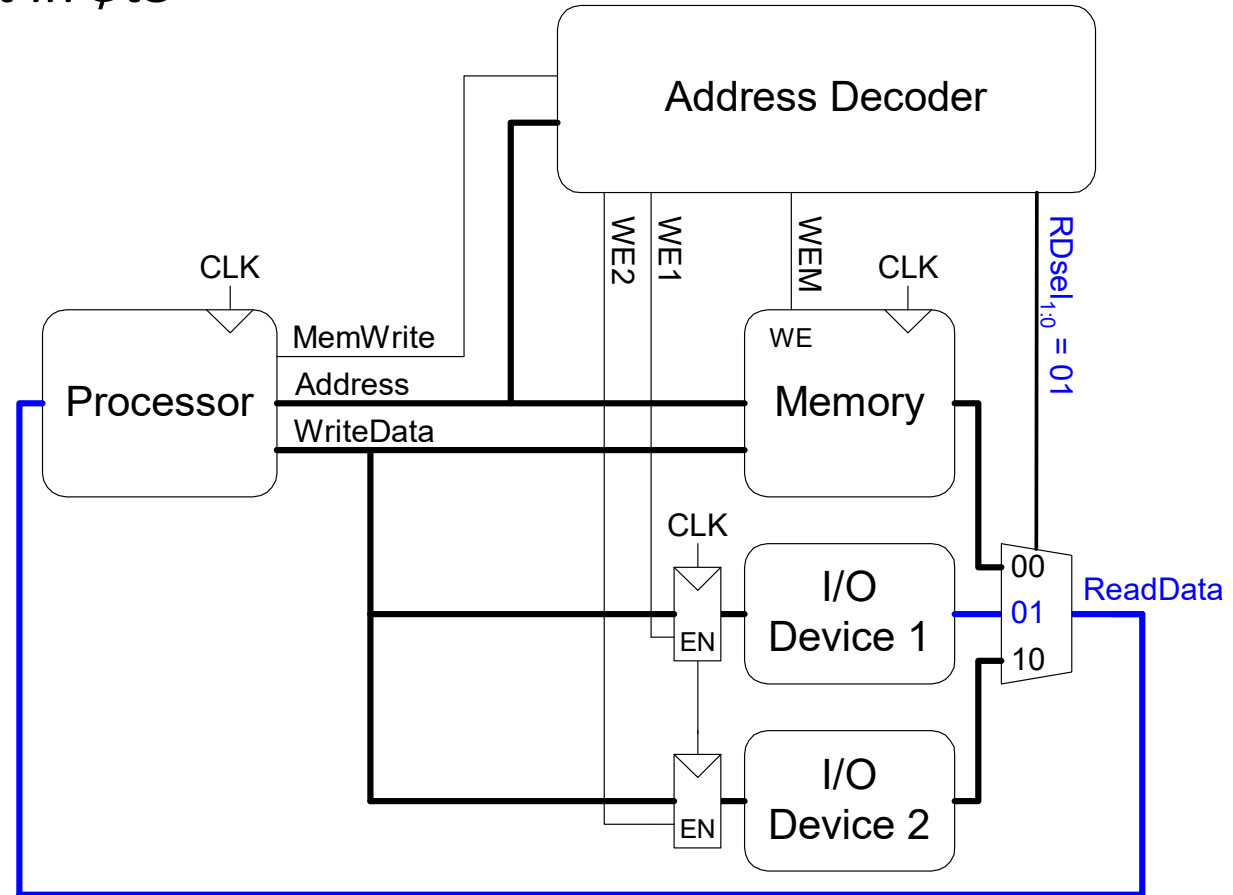 Address Decoder
WE2
WE1
WEM
RDsel1:0 = 01
CLK
CLK
MemWrite
Address
WriteData
Processor
WE
Memory
CLK
EN
I/O
Device 1
00
01
10
ReadData
EN
I/O
Device 2